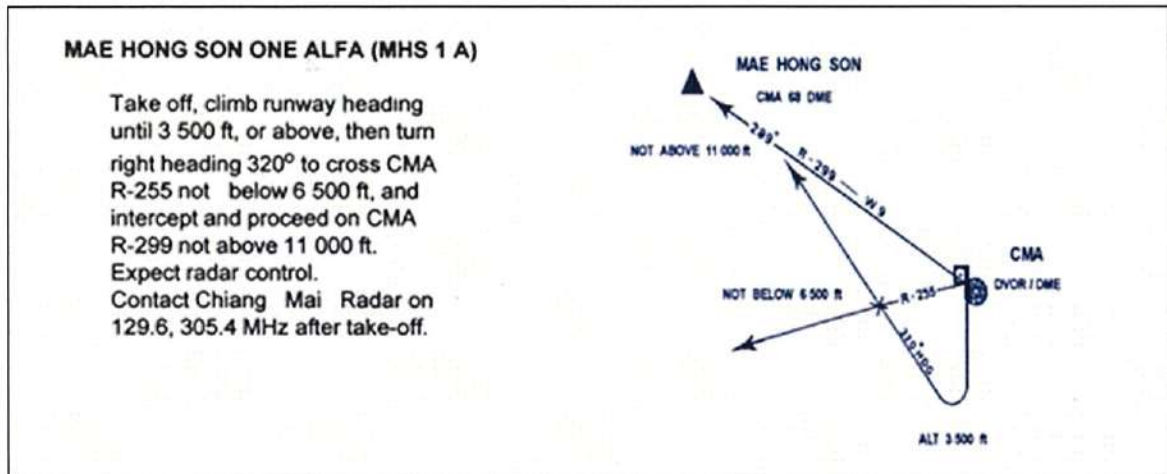 MAE HONG SON ONE ALFA (MHS 1 A)
Take off, climb runway heading
until 3 500 ft, or above, then turn
right heading 320° to cross CMA
R-255 not below 6 500 ft, and
intercept and proceed on CMA
R-299 not above 11 000 ft.
Expect radar control.
Contact Chiang Mai Radar on
129.6, 305.4 MHz after take-off.
MAE HONG SON
CMA 68 DME
299°
NOT ABOVE 11 000 ft
R - 299
W 9
CMA
DVOR / DME
NOT BELOW 6 500 ft
R - 255
320° HDG
ALT 3 500 ft